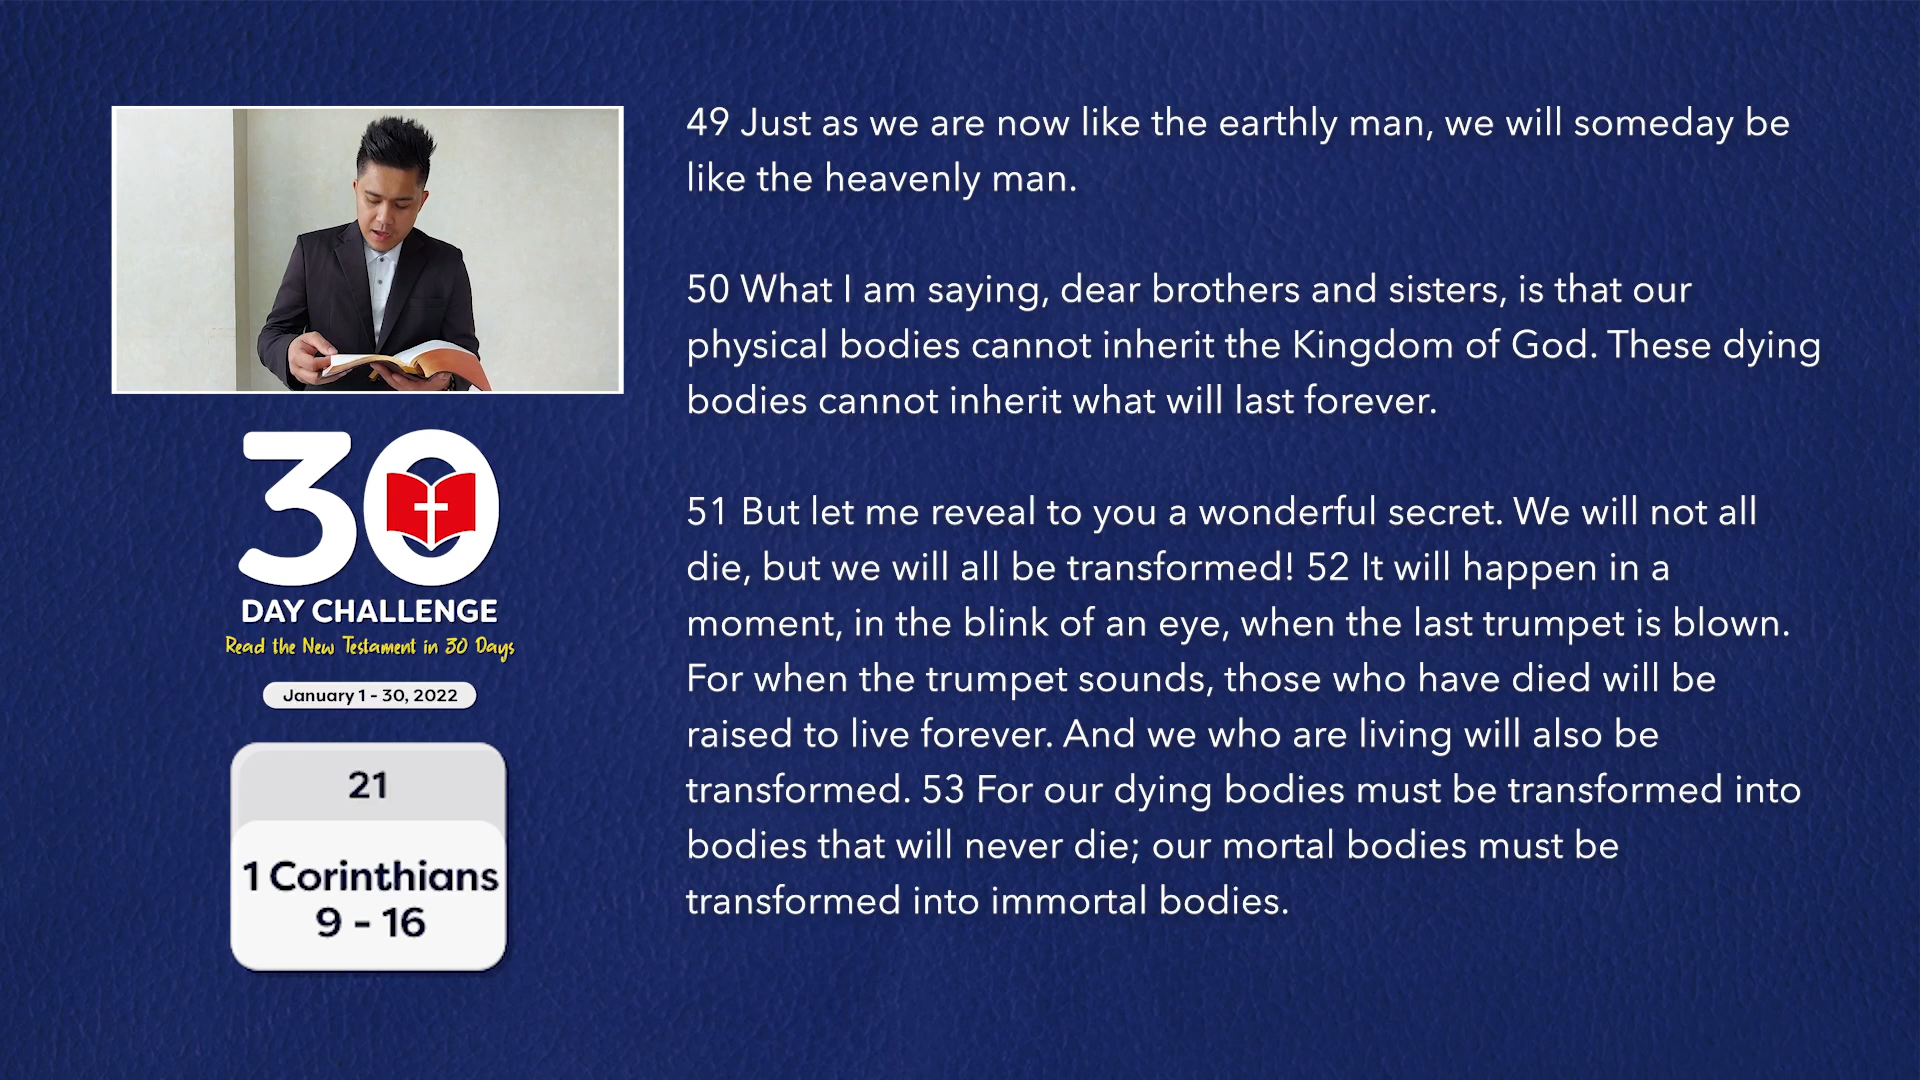 49 Just as we are now like the earthly man, we will someday be
like the heavenly man.
50 What I am saying, dear brothers and sisters, is that our
physical bodies cannot inherit the Kingdom of God. These dying
bodies cannot inherit what will last forever.
51 But let me reveal to you a wonderful secret. We will not all
die, but we will all be transformed! 52 It will happen in a
moment, in the blink of an eye, when the last trumpet is blown.
For when the trumpet sounds, those who have died will be
raised to live forever. And we who are living will also be
transformed. 53 For our dying bodies must be transformed into
bodies that will never die; our mortal bodies must be
transformed into immortal bodies.
30
DAY CHALLENGE
Read the New Testament in 30 Days
January 1 - 30, 2022
21
1 Corinthians
9 - 16